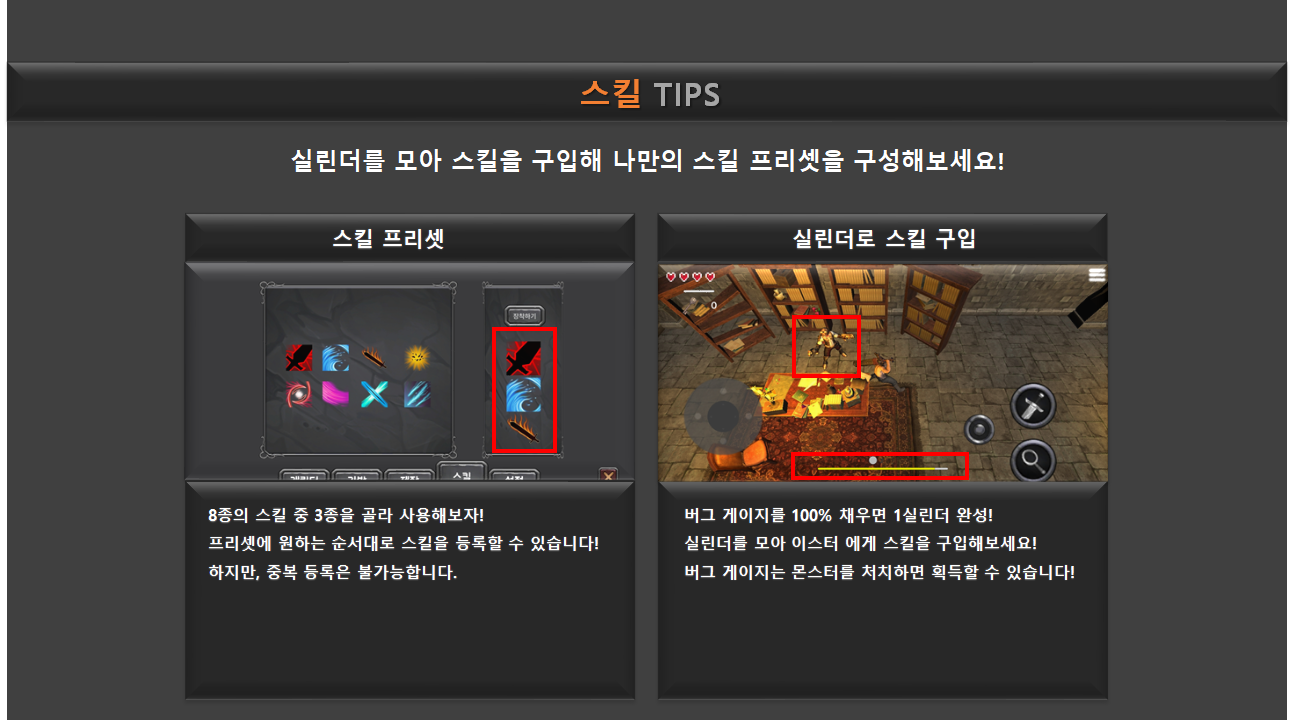 스킬 TIPS
실린더를 모아 스킬을 구입해 나만의 스킬 프리셋을 구성해보세요!
스킬 프리셋
실린더로 스킬 구입
장착하기
스킬
0
8종의 스킬 중 3종을 골라 사용해보자!
프리셋에 원하는 순서대로 스킬을 등록할 수 있습니다!
하지만, 중복 등록은 불가능합니다.
버그 게이지를 100% 채우면 1실린더 완성!
실린더를 모아 이스터 에게 스킬을 구입해보세요!
버그 게이지는 몬스터를 처치하면 획득할 수 있습니다!